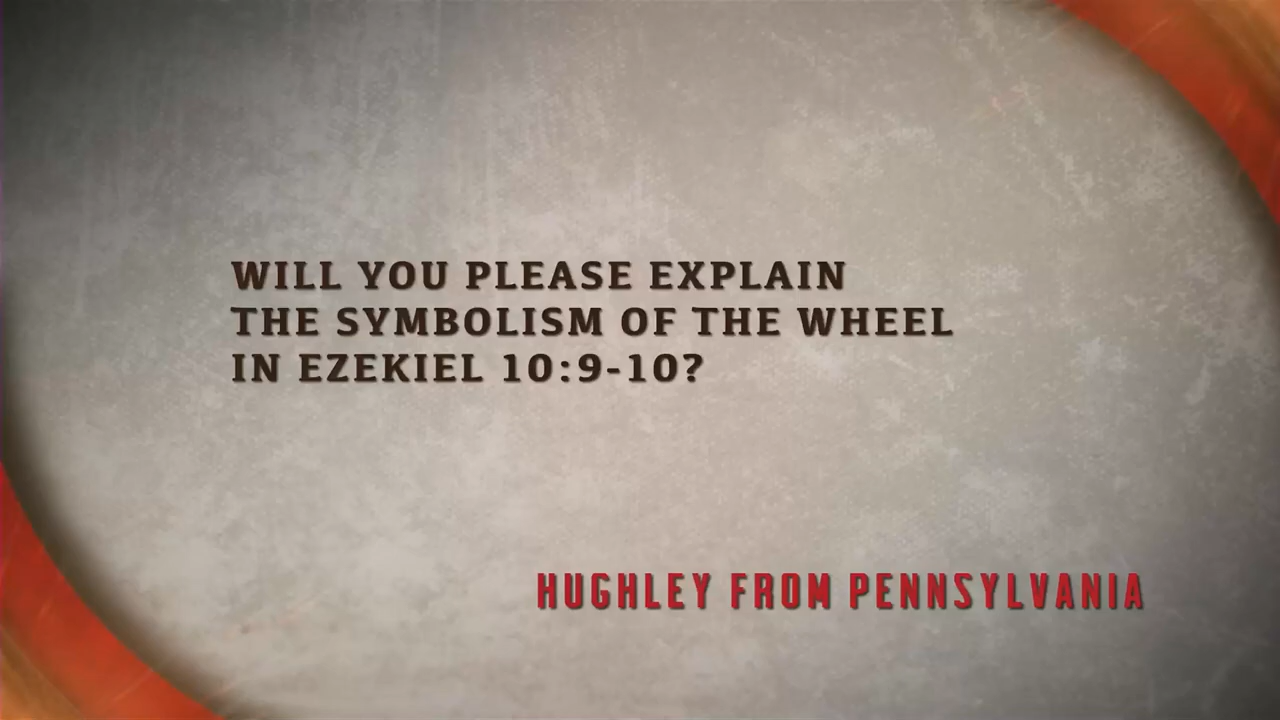 WILL YOU PLEASE EXPLAIN
THE SYMBOLISM OF THE WHEEL
IN EZEKIEL 10:9-10?
HUGHLEY FROM PENNSYLVANIA